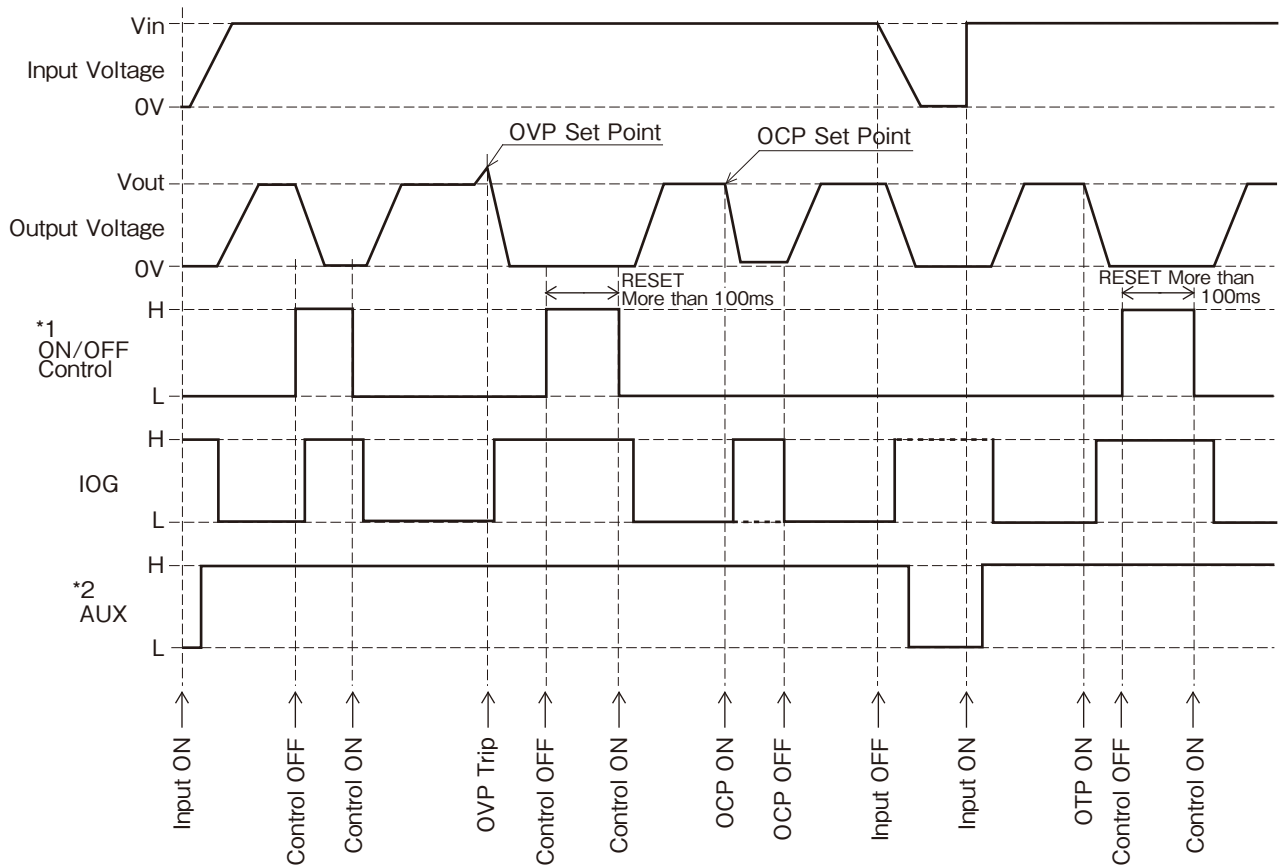 Vin
Input Voltage
0V
OVP Set Point
OCP Set Point
Vout
Output Voltage
0V
RESET
More than 100ms
RESET More than
100ms
H
*1
ON/OFF
Control
L
H
IOG
L
H
*2
AUX
L
Input ON
Control OFF
Control ON
OVP Trip
Control OFF
Control ON
OCP ON
OCP OFF
Input OFF
Input ON
OTP ON
Control OFF
Control ON